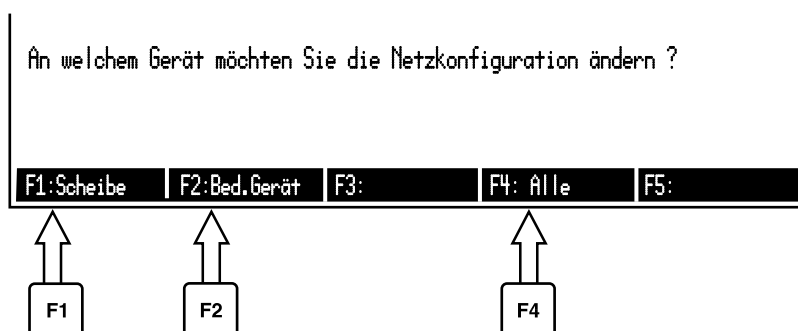 An welchem Gerät möchten Sie die Netzkonfiguration ändern ?
F1:Scheibe F2:Bed.Gerät F3: F4: Alle F5:
F1 F2 F4